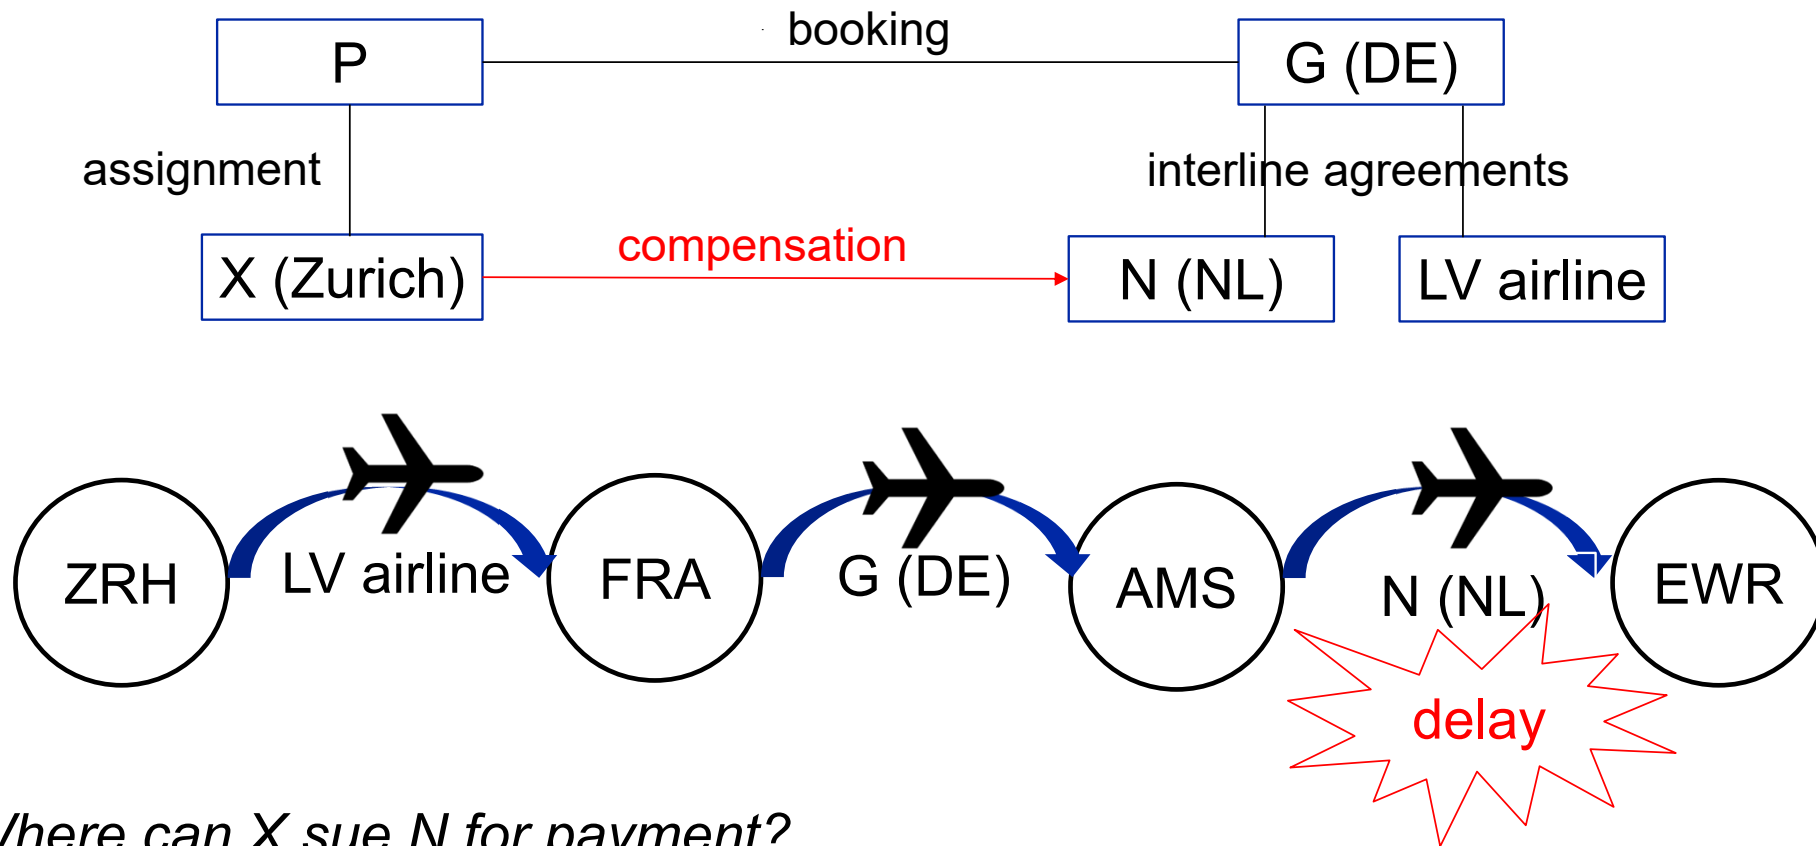 booking
P
G (DE)
assignment
interline agreements
compensation
X (Zurich)
N (NL)
LV airline
ZRH
LV airline
FRA
G (DE)
AMS
N (NL)
EWR
delay
Where can X sue N for payment?